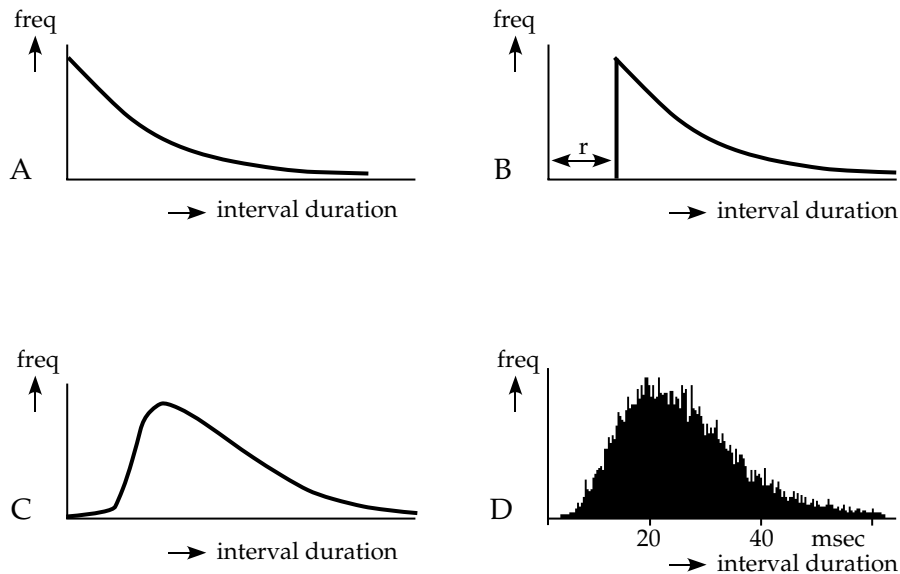 freq
A
→ interval duration
freq
r
B
→ interval duration
freq
C
→ interval duration
freq
D
20 40 msec
→ interval duration